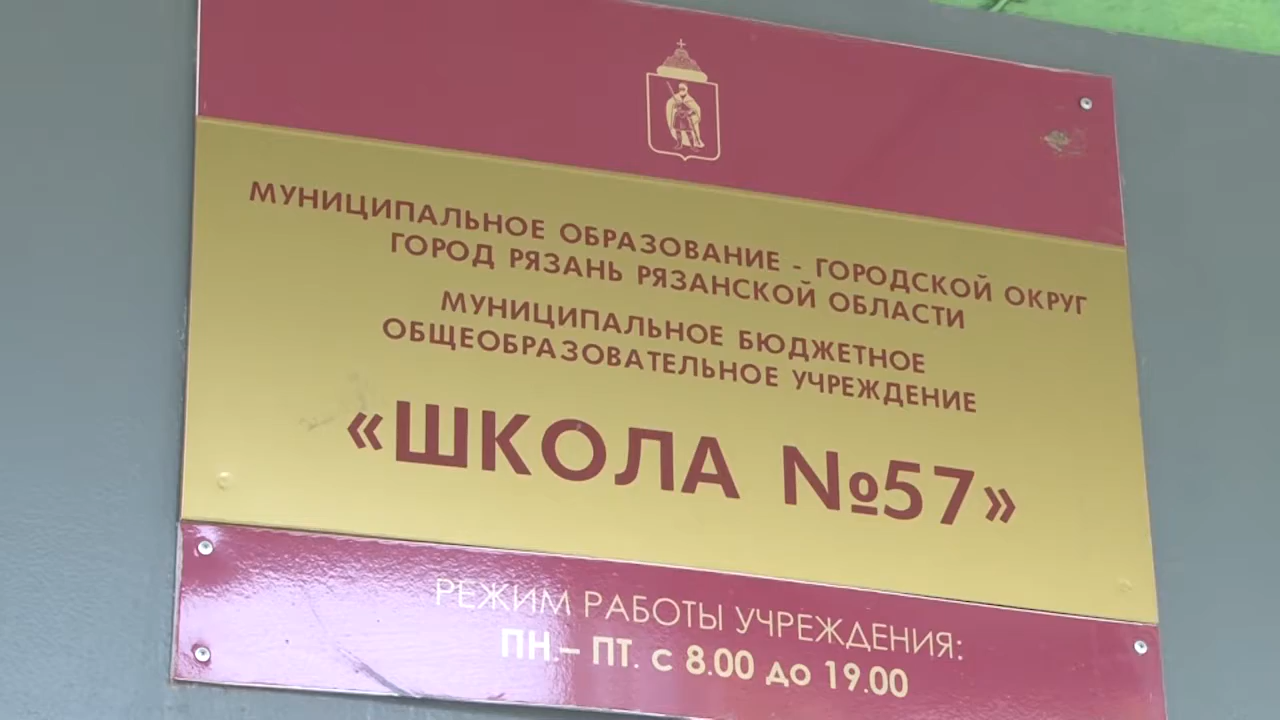 МУНИЦИПАЛЬНОЕ ОБРАЗОВАНИЕ - ГОРОДСКОЙ ОКРУГ
ГОРОД РЯЗАНЬ РЯЗАНСКОЙ ОБЛАСТИ
МУНИЦИПАЛЬНОЕ БЮДЖЕТНОЕ
ОБЩЕОБРАЗОВАТЕЛЬНОЕ УЧРЕЖДЕНИЕ
«ШКОЛА №57»
РЕЖИМ РАБОТЫ УЧРЕЖДЕНИЯ:
ПН.– ПТ. с 8.00 до 19.00